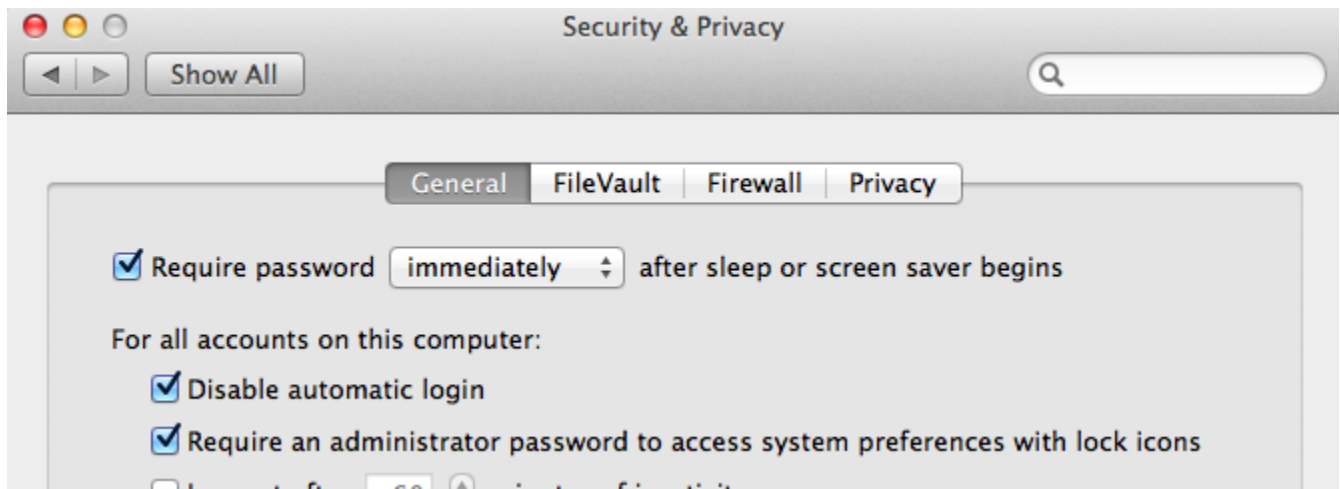 Security & Privacy
Show All
General FileVault Firewall Privacy
Require password immediately after sleep or screen saver begins
For all accounts on this computer:
Disable automatic login
Require an administrator password to access system preferences with lock icons